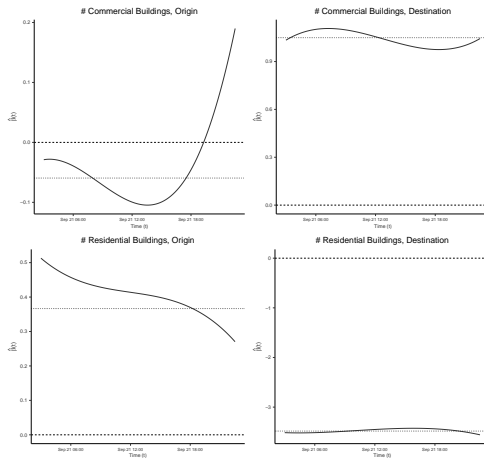 # Commercial Buildings, Origin
0.2
0.1
0.0
−0.1
β̂(t)
Sep 21 06:00 Sep 21 12:00 Sep 21 18:00
Time (t)
# Commercial Buildings, Destination
0.9
0.6
0.3
0.0
β̂(t)
Sep 21 06:00 Sep 21 12:00 Sep 21 18:00
Time (t)
# Residential Buildings, Origin
0.5
0.4
0.3
0.2
0.1
0.0
β̂(t)
Sep 21 06:00 Sep 21 12:00 Sep 21 18:00
Time (t)
# Residential Buildings, Destination
0
−1
−2
−3
β̂(t)
Sep 21 06:00 Sep 21 12:00 Sep 21 18:00
Time (t)